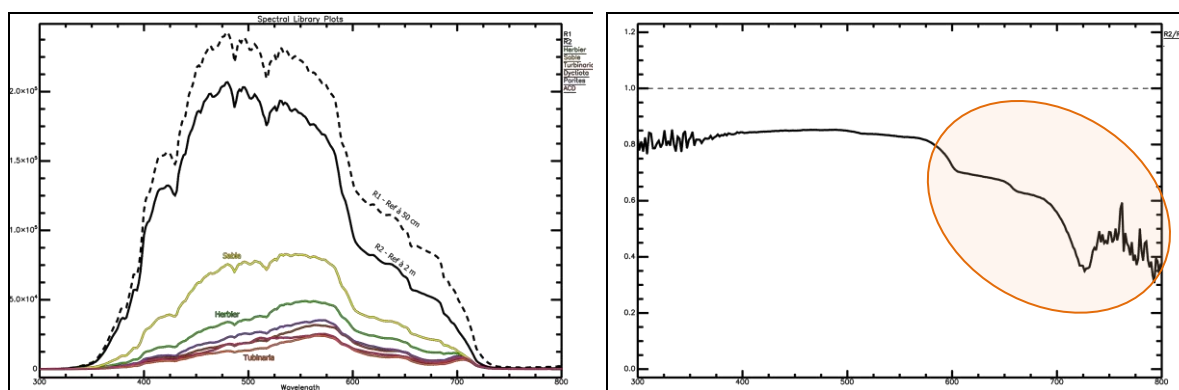 Spectral Library Plots
R1
R2
Herbier
Sable
Turbinaria
Dyctiota
Porites
ACD
2.0×10⁵
1.5×10⁵
1.0×10⁵
5.0×10⁴
0
R1 - Ref à 50 cm
R2 - Ref à 2 m
Sable
Herbier
Tubinaria
300 400 500 600 700 800
Wavelength
R2/R
1.2
1.0
0.8
0.6
0.4
0.2
0.0
300 400 500 600 700 800